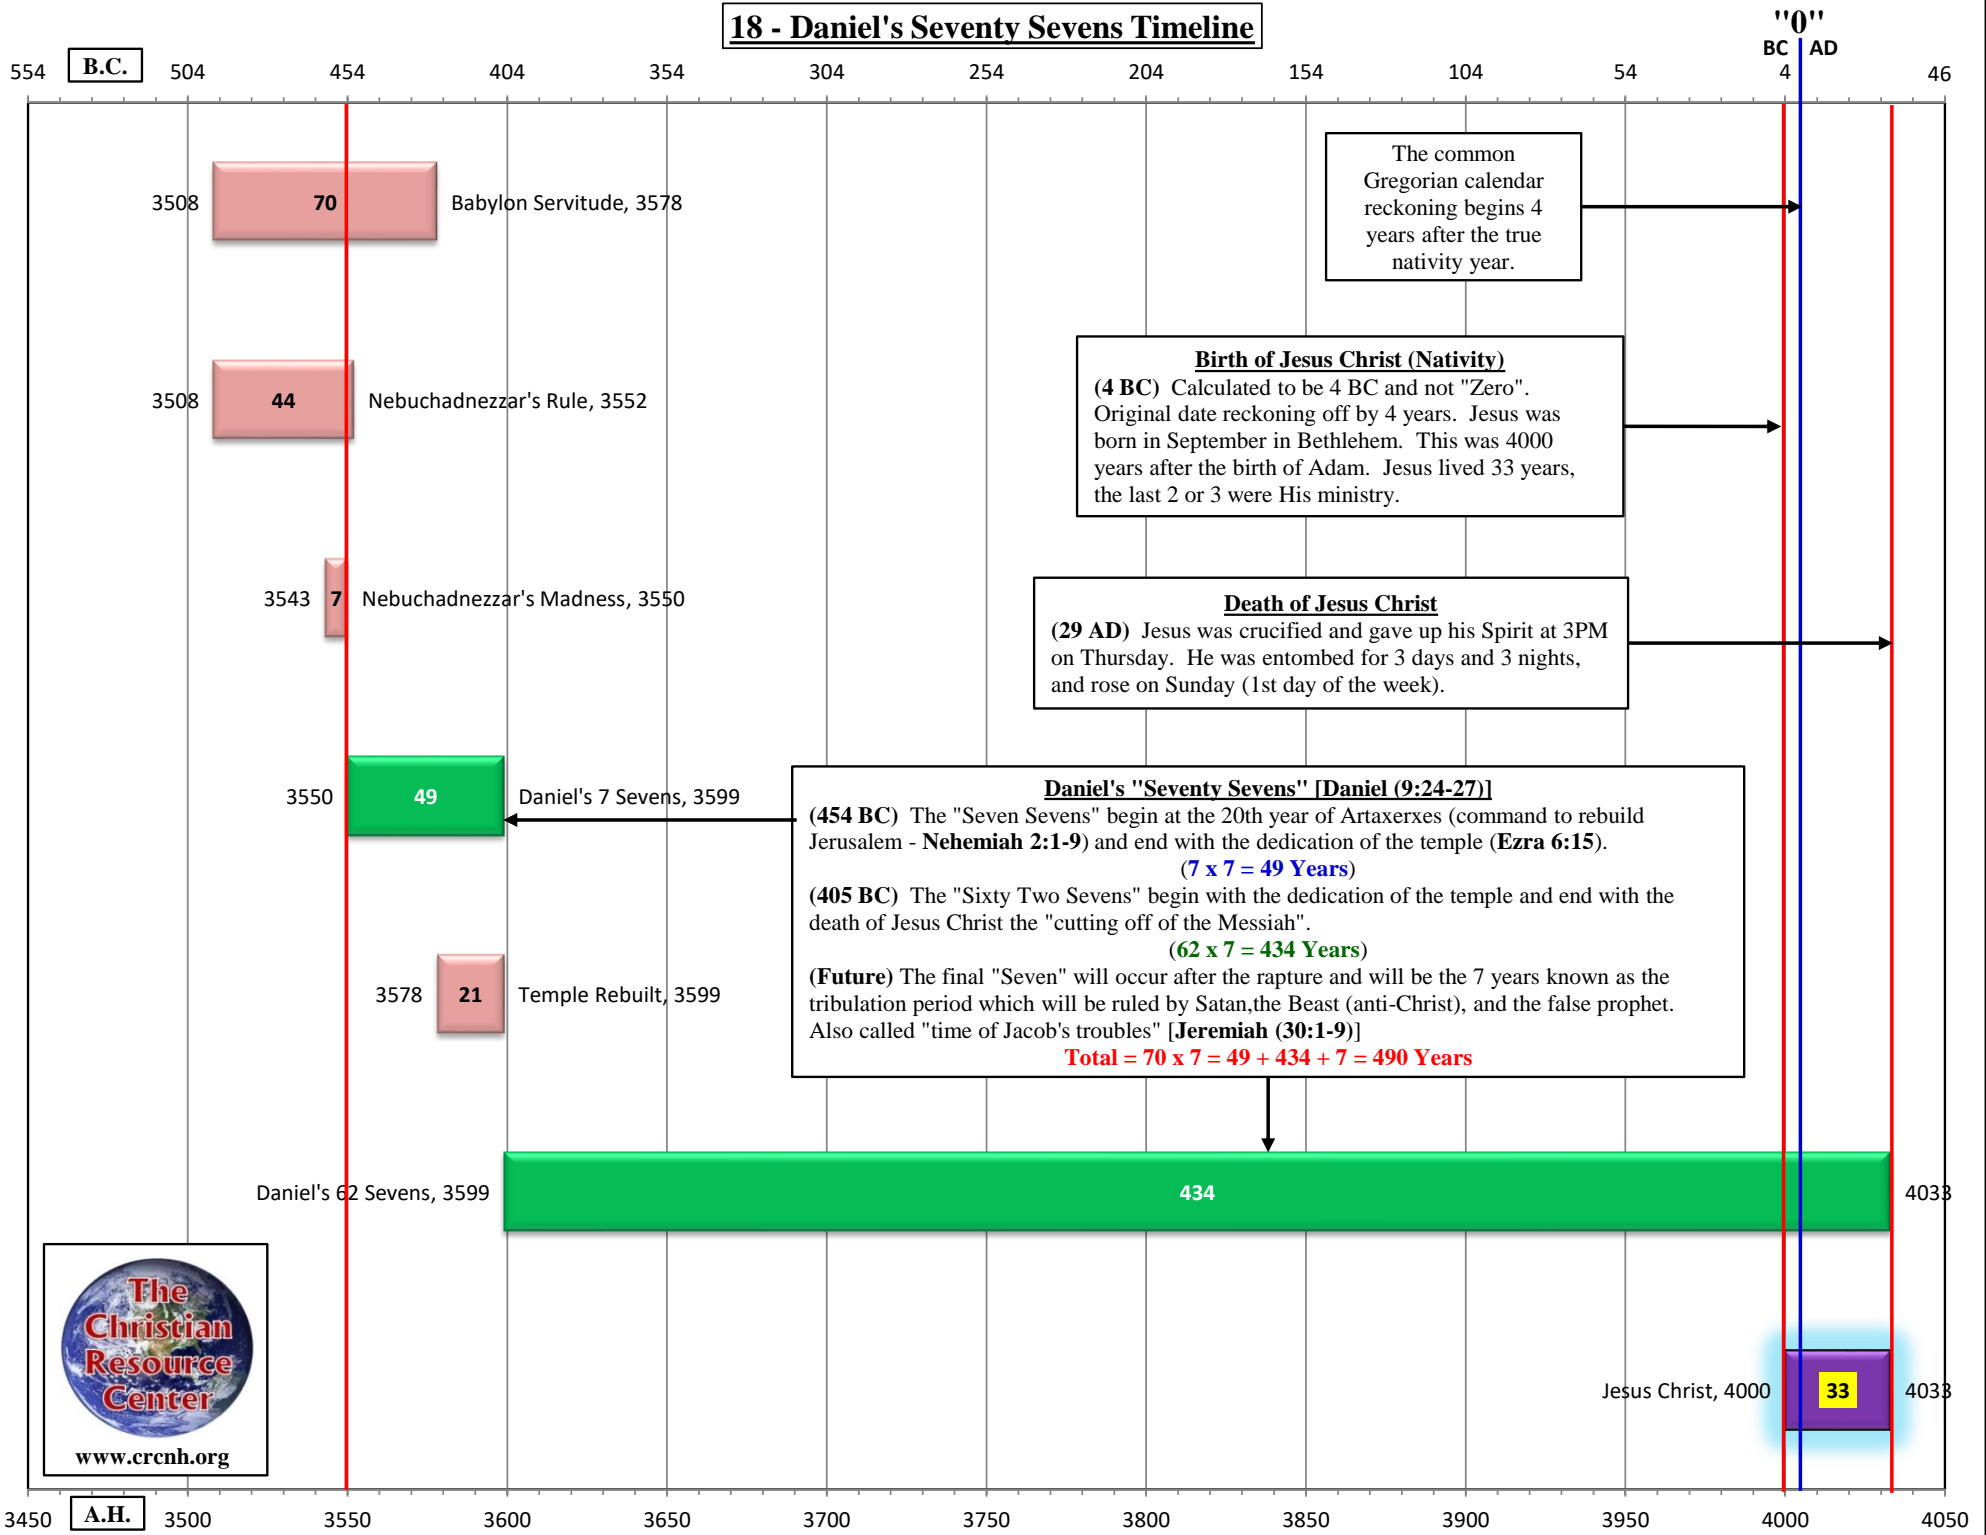 18 - Daniel's Seventy Sevens Timeline
"0"
BC AD
B.C.
554 504 454 404 354 304 254 204 154 104 54 4 46
The common
Gregorian calendar
reckoning begins 4
years after the true
nativity year.
3508 70 Babylon Servitude, 3578
Birth of Jesus Christ (Nativity)
(4 BC) Calculated to be 4 BC and not "Zero".
Original date reckoning off by 4 years. Jesus was
born in September in Bethlehem. This was 4000
years after the birth of Adam. Jesus lived 33 years,
the last 2 or 3 were His ministry.
3508 44 Nebuchadnezzar's Rule, 3552
3543 7 Nebuchadnezzar's Madness, 3550
Death of Jesus Christ
(29 AD) Jesus was crucified and gave up his Spirit at 3PM
on Thursday. He was entombed for 3 days and 3 nights,
and rose on Sunday (1st day of the week).
3550 49 Daniel's 7 Sevens, 3599
Daniel's "Seventy Sevens" [Daniel (9:24-27)]
(454 BC) The "Seven Sevens" begin at the 20th year of Artaxerxes (command to rebuild
Jerusalem - Nehemiah 2:1-9) and end with the dedication of the temple (Ezra 6:15).
(7 x 7 = 49 Years)
(405 BC) The "Sixty Two Sevens" begin with the dedication of the temple and end with the
death of Jesus Christ the "cutting off of the Messiah".
(62 x 7 = 434 Years)
(Future) The final "Seven" will occur after the rapture and will be the 7 years known as the
tribulation period which will be ruled by Satan,the Beast (anti-Christ), and the false prophet.
Also called "time of Jacob's troubles" [Jeremiah (30:1-9)]
Total = 70 x 7 = 49 + 434 + 7 = 490 Years
3578 21 Temple Rebuilt, 3599
Daniel's 62 Sevens, 3599 434 4033
The
Christian
Resource
Center
www.crcnh.org
Jesus Christ, 4000 33 4033
A.H.
3450 3500 3550 3600 3650 3700 3750 3800 3850 3900 3950 4000 4050